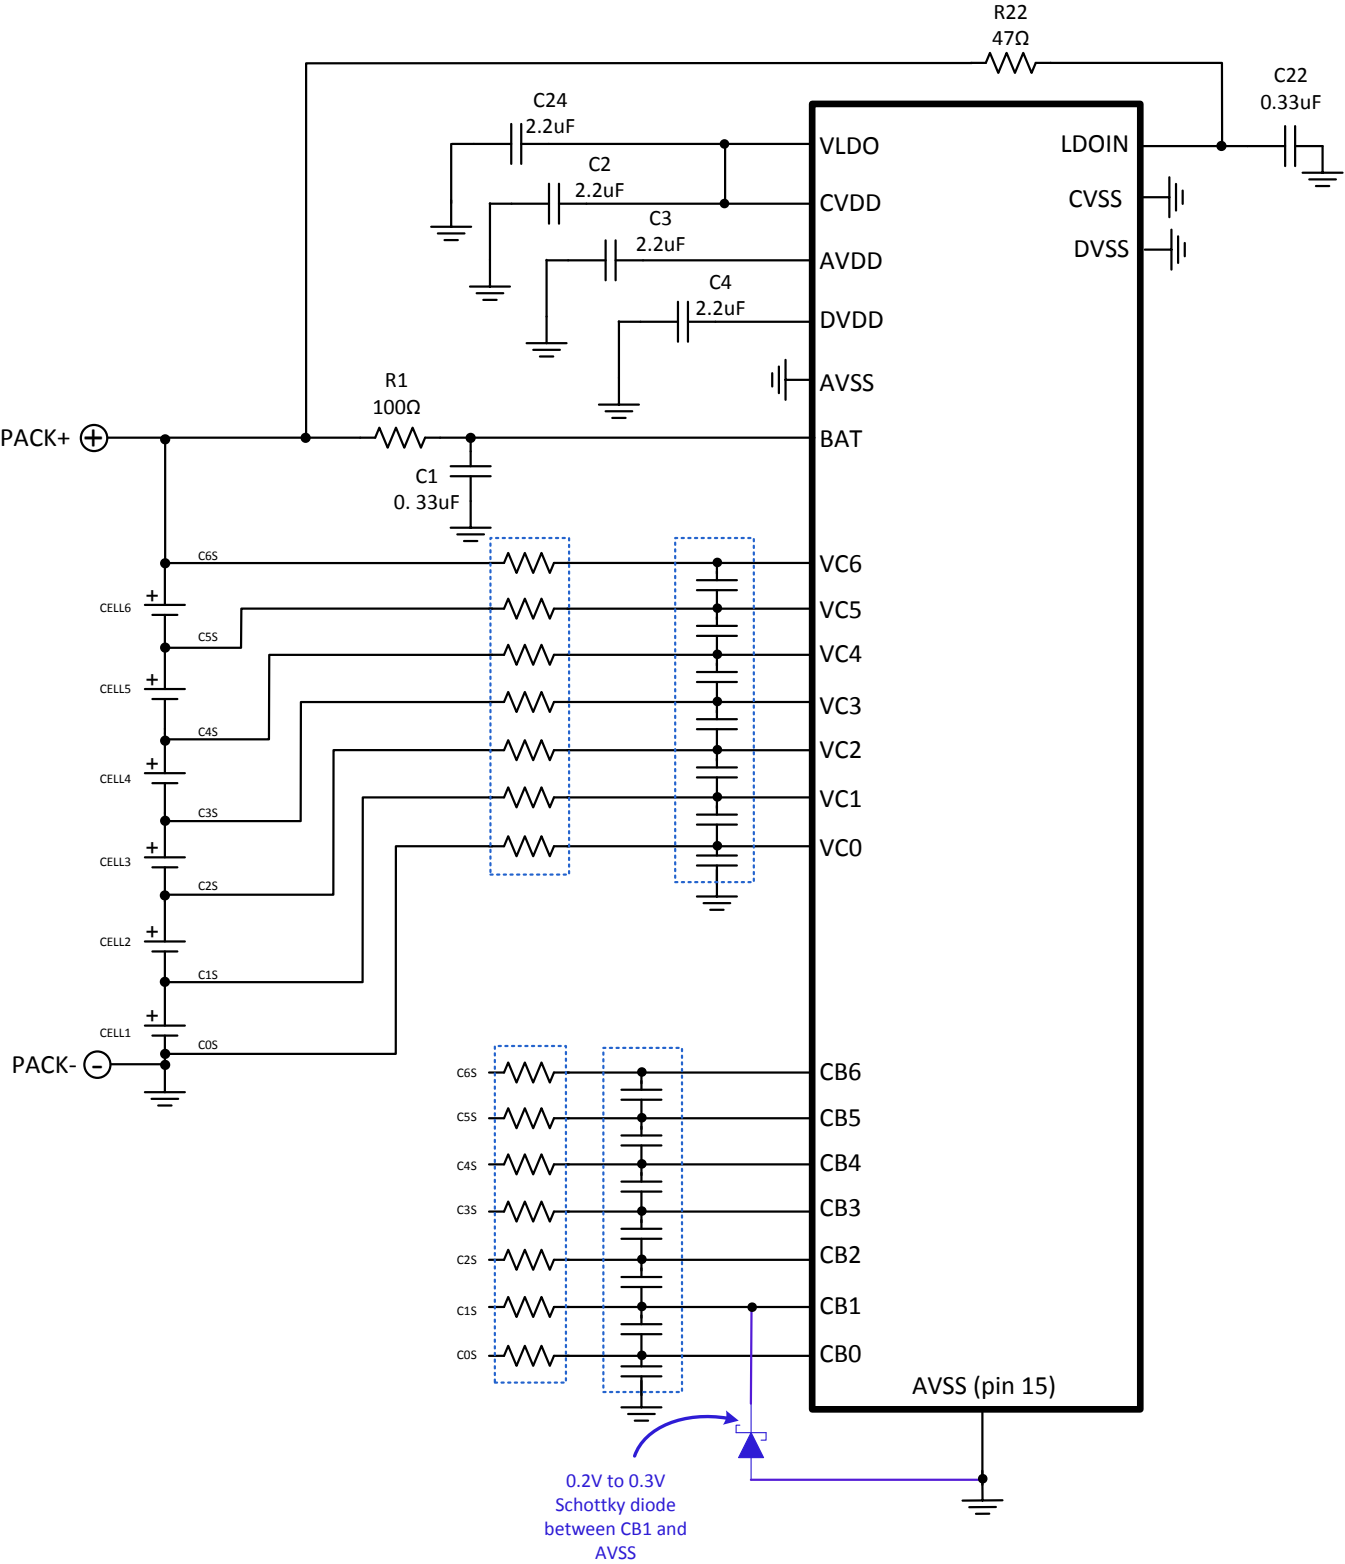 R22
47Ω
C22
0.33uF
C24
2.2uF
VLDO
LDOIN
C2
2.2uF
CVDD
CVSS
C3
2.2uF
AVDD
DVSS
C4
2.2uF
DVDD
AVSS
R1
100Ω
PACK+
BAT
C1
0. 33uF
C6S
VC6
CELL6
VC5
C5S
VC4
CELL5
VC3
C4S
VC2
CELL4
VC1
C3S
VC0
CELL3
C2S
CELL2
C1S
CELL1
C0S
PACK-
C6S
CB6
C5S
CB5
C4S
CB4
C3S
CB3
C2S
CB2
C1S
CB1
C0S
CB0
AVSS (pin 15)
0.2V to 0.3V
Schottky diode
between CB1 and
AVSS